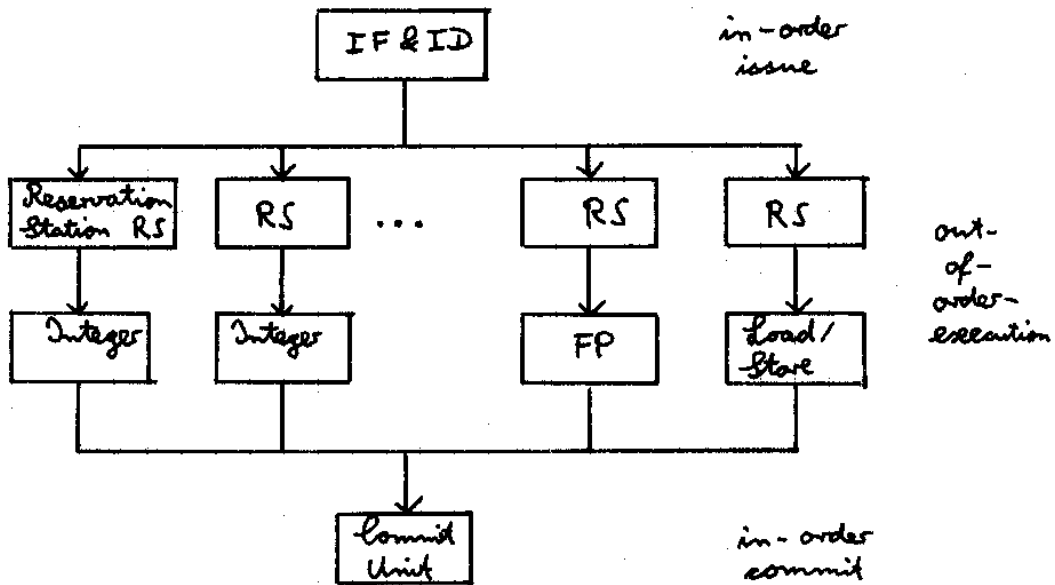 IF & ID
in-order
issue
Reservation
Station RS
RS
...
RS
RS
out-
of-
order-
execution
Integer
Integer
FP
Load/
Store
Commit
Unit
in-order
commit